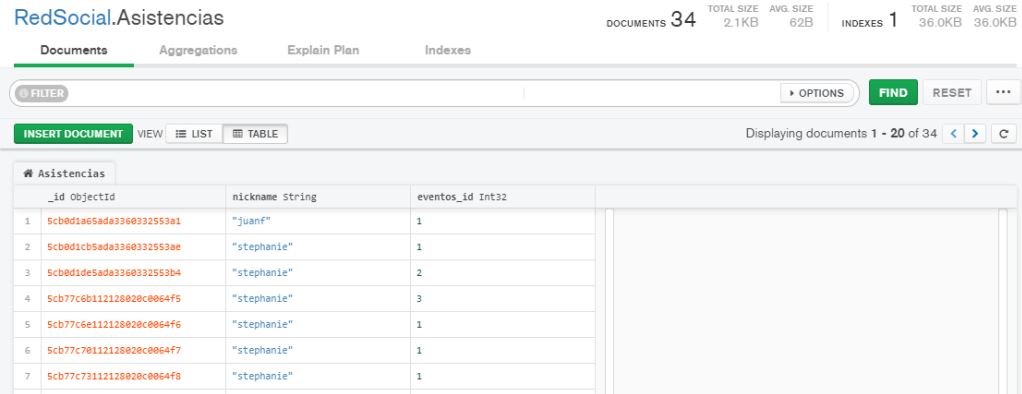 RedSocial.Asistencias
DOCUMENTS 34 TOTAL SIZE 2.1KB AVG. SIZE 62B INDEXES 1 TOTAL SIZE 36.0KB AVG. SIZE 36.0KB
Documents Aggregations Explain Plan Indexes
FILTER OPTIONS FIND RESET ...
INSERT DOCUMENT VIEW LIST TABLE Displaying documents 1 - 20 of 34
Asistencias
_id ObjectId nickname String eventos_id Int32
1 5cb0d1a65ada3360332553a1 "juanf" 1
2 5cb0d1cb5ada3360332553ae "stephanie" 1
3 5cb0d1de5ada3360332553b4 "stephanie" 2
4 5cb77c6b112128020c0064f5 "stephanie" 3
5 5cb77c6e112128020c0064f6 "stephanie" 1
6 5cb77c70112128020c0064f7 "stephanie" 1
7 5cb77c73112128020c0064f8 "stephanie" 1